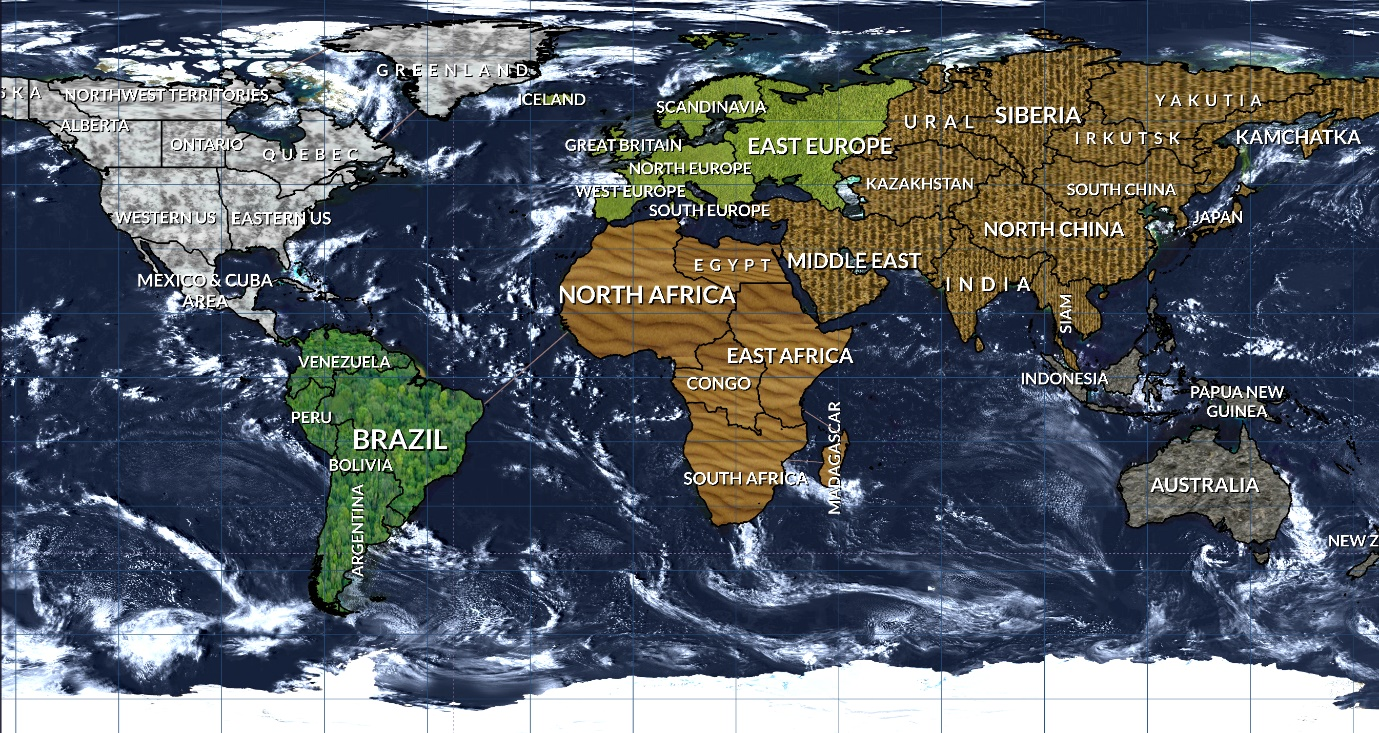 GREENLAND
SKA
NORTHWEST TERRITORIES
ICELAND
SCANDINAVIA
YAKUTIA
SIBERIA
URAL
ALBERTA
IRKUTSK
KAMCHATKA
ONTARIO
QUEBEC
GREAT BRITAIN
EAST EUROPE
NORTH EUROPE
KAZAKHSTAN
WEST EUROPE
SOUTH CHINA
SOUTH EUROPE
WESTERN US
EASTERN US
JAPAN
NORTH CHINA
EGYPT
MIDDLE EAST
MEXICO & CUBA
AREA
INDIA
NORTH AFRICA
SIAM
EAST AFRICA
VENEZUELA
CONGO
INDONESIA
PAPUA NEW
GUINEA
PERU
BRAZIL
MADAGASCAR
BOLIVIA
SOUTH AFRICA
AUSTRALIA
ARGENTINA
NEW Z